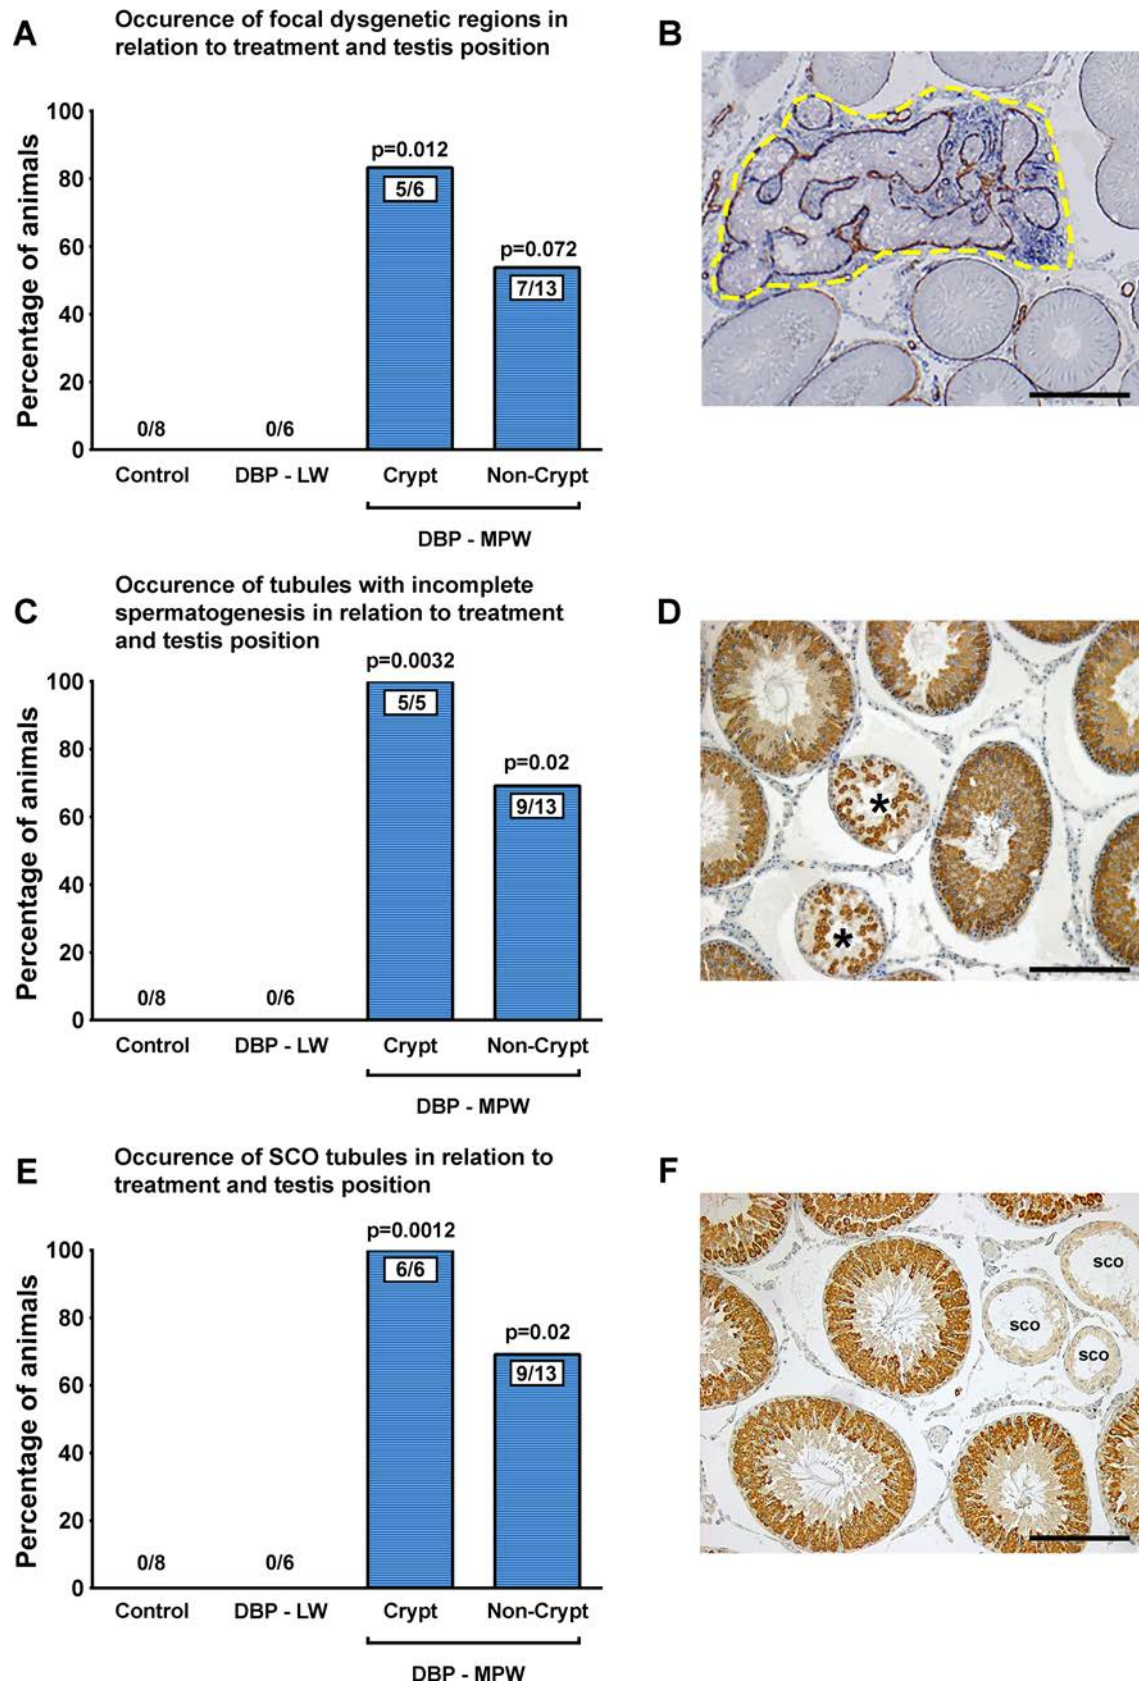 A
Occurence of focal dysgenetic regions in
relation to treatment and testis position
Percentage of animals
100
80
60
40
20
0
0/8
0/6
p=0.012
5/6
p=0.072
7/13
Control
DBP - LW
Crypt
Non-Crypt
DBP - MPW
B
C
Occurence of tubules with incomplete
spermatogenesis in relation to treatment
and testis position
Percentage of animals
100
80
60
40
20
0
0/8
0/6
p=0.0032
5/5
p=0.02
9/13
Control
DBP - LW
Crypt
Non-Crypt
DBP - MPW
D
*
*
E
Occurence of SCO tubules in relation to
treatment and testis position
Percentage of animals
100
80
60
40
20
0
0/8
0/6
p=0.0012
6/6
p=0.02
9/13
Control
DBP - LW
Crypt
Non-Crypt
DBP - MPW
F
SCO
SCO
SCO